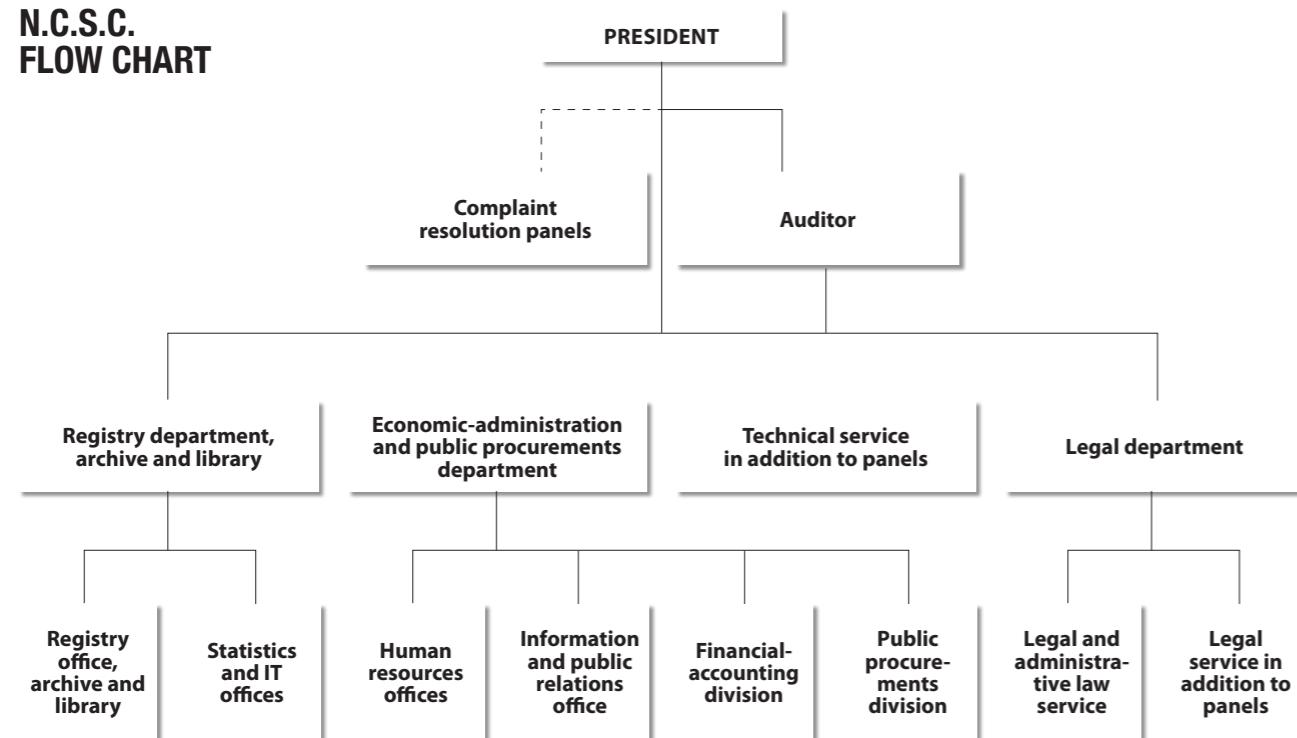 N.C.S.C.
FLOW CHART
PRESIDENT
Complaint
resolution panels
Auditor
Registry department,
archive and library
Economic-administration
and public procurements
department
Technical service
in addition to panels
Legal department
Registry
office,
archive and
library
Statistics
and IT
offices
Human
resources
offices
Information
and public
relations
office
Financial-
accounting
division
Public
procure-
ments
division
Legal and
administra-
tive law
service
Legal
service in
addition to
panels